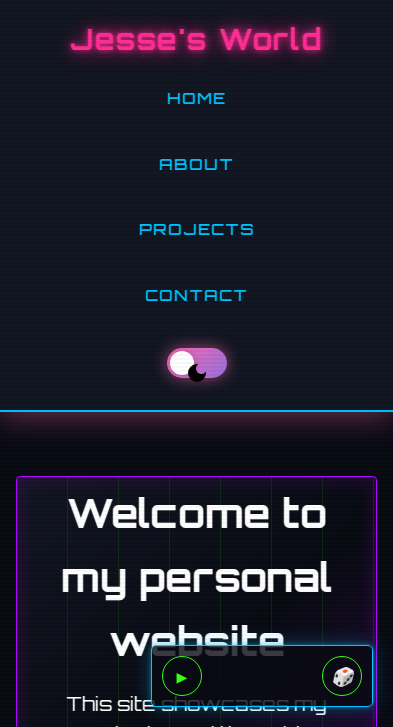 Jesse's World
HOME
ABOUT
PROJECTS
CONTACT
Welcome to
my personal
website
This site showcases my